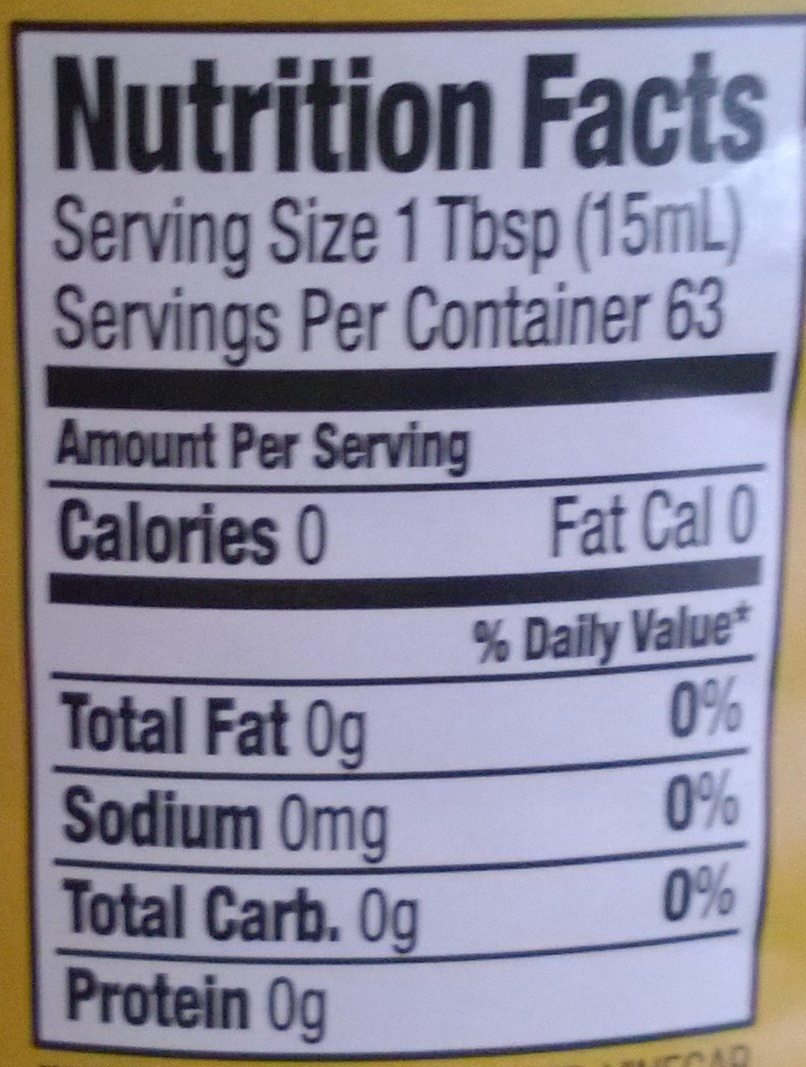 Nutrition Facts
Serving Size 1 Tbsp (15mL)
Servings Per Container 63
Amount Per Serving
Calories 0 Fat Cal 0
% Daily Value*
Total Fat 0g 0%
Sodium 0mg 0%
Total Carb. 0g 0%
Protein 0g
VINEGAR